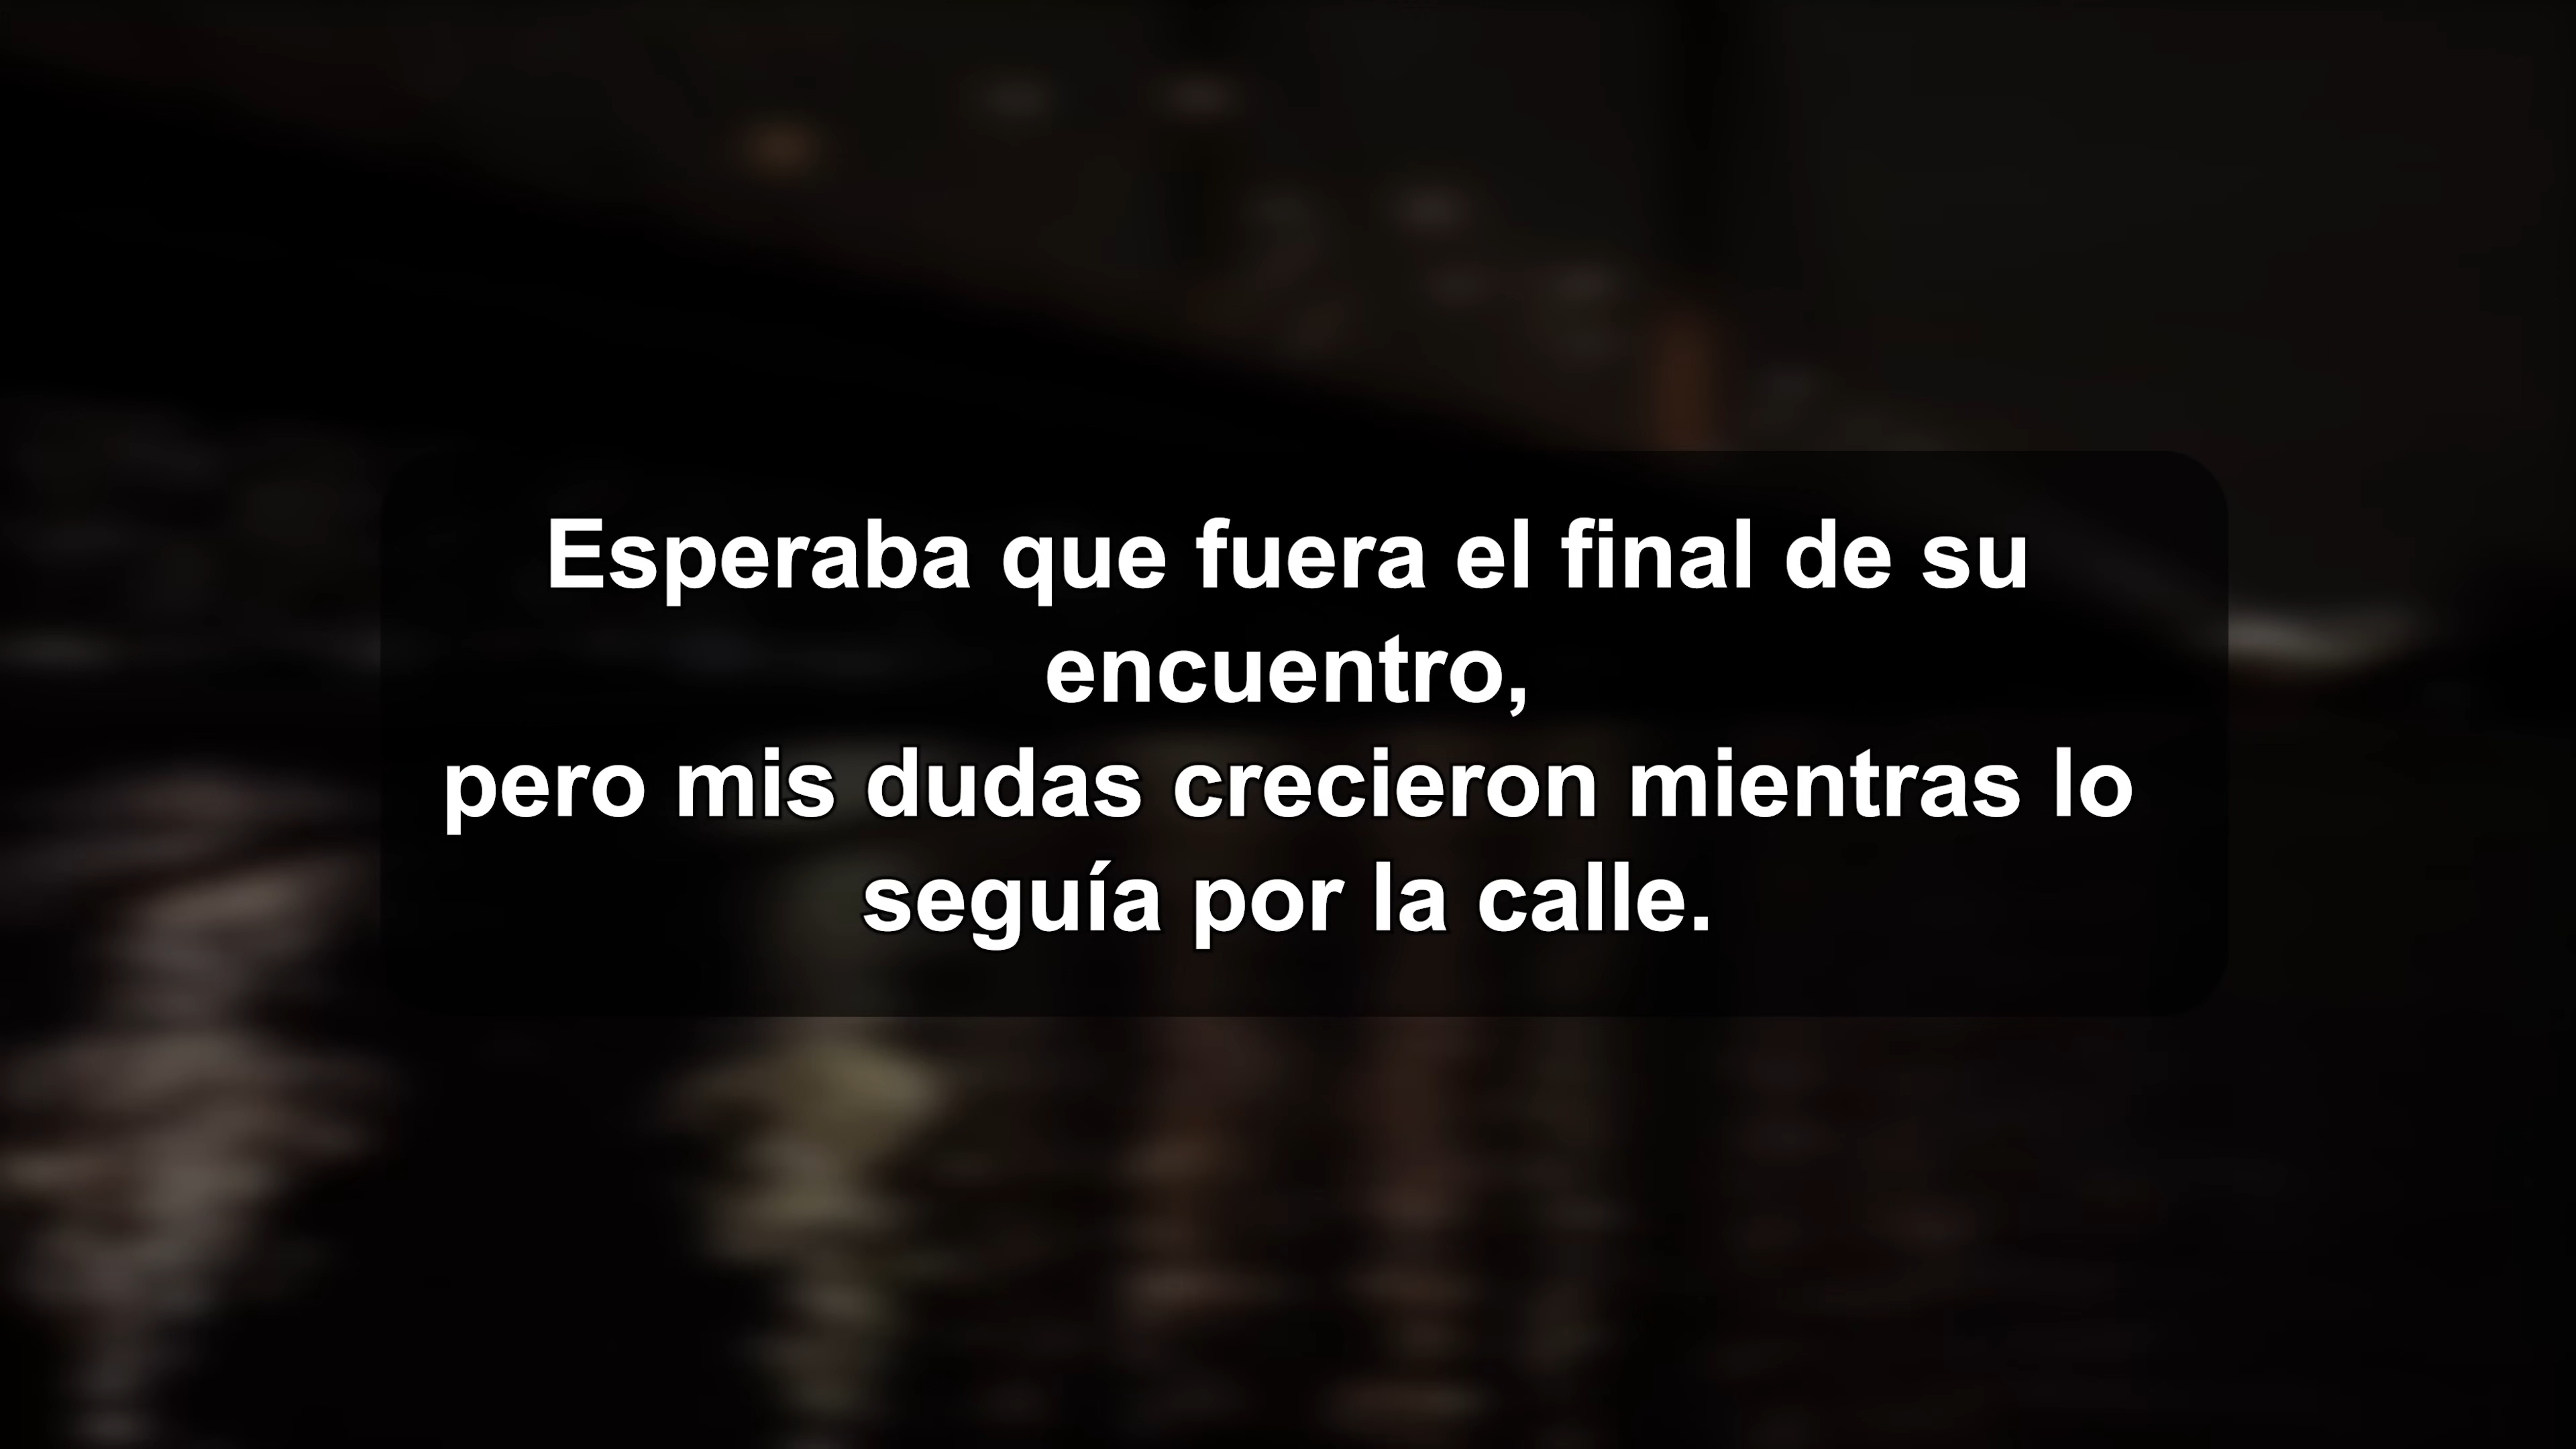 Esperaba que fuera el final de su
encuentro,
pero mis dudas crecieron mientras lo
seguía por la calle.